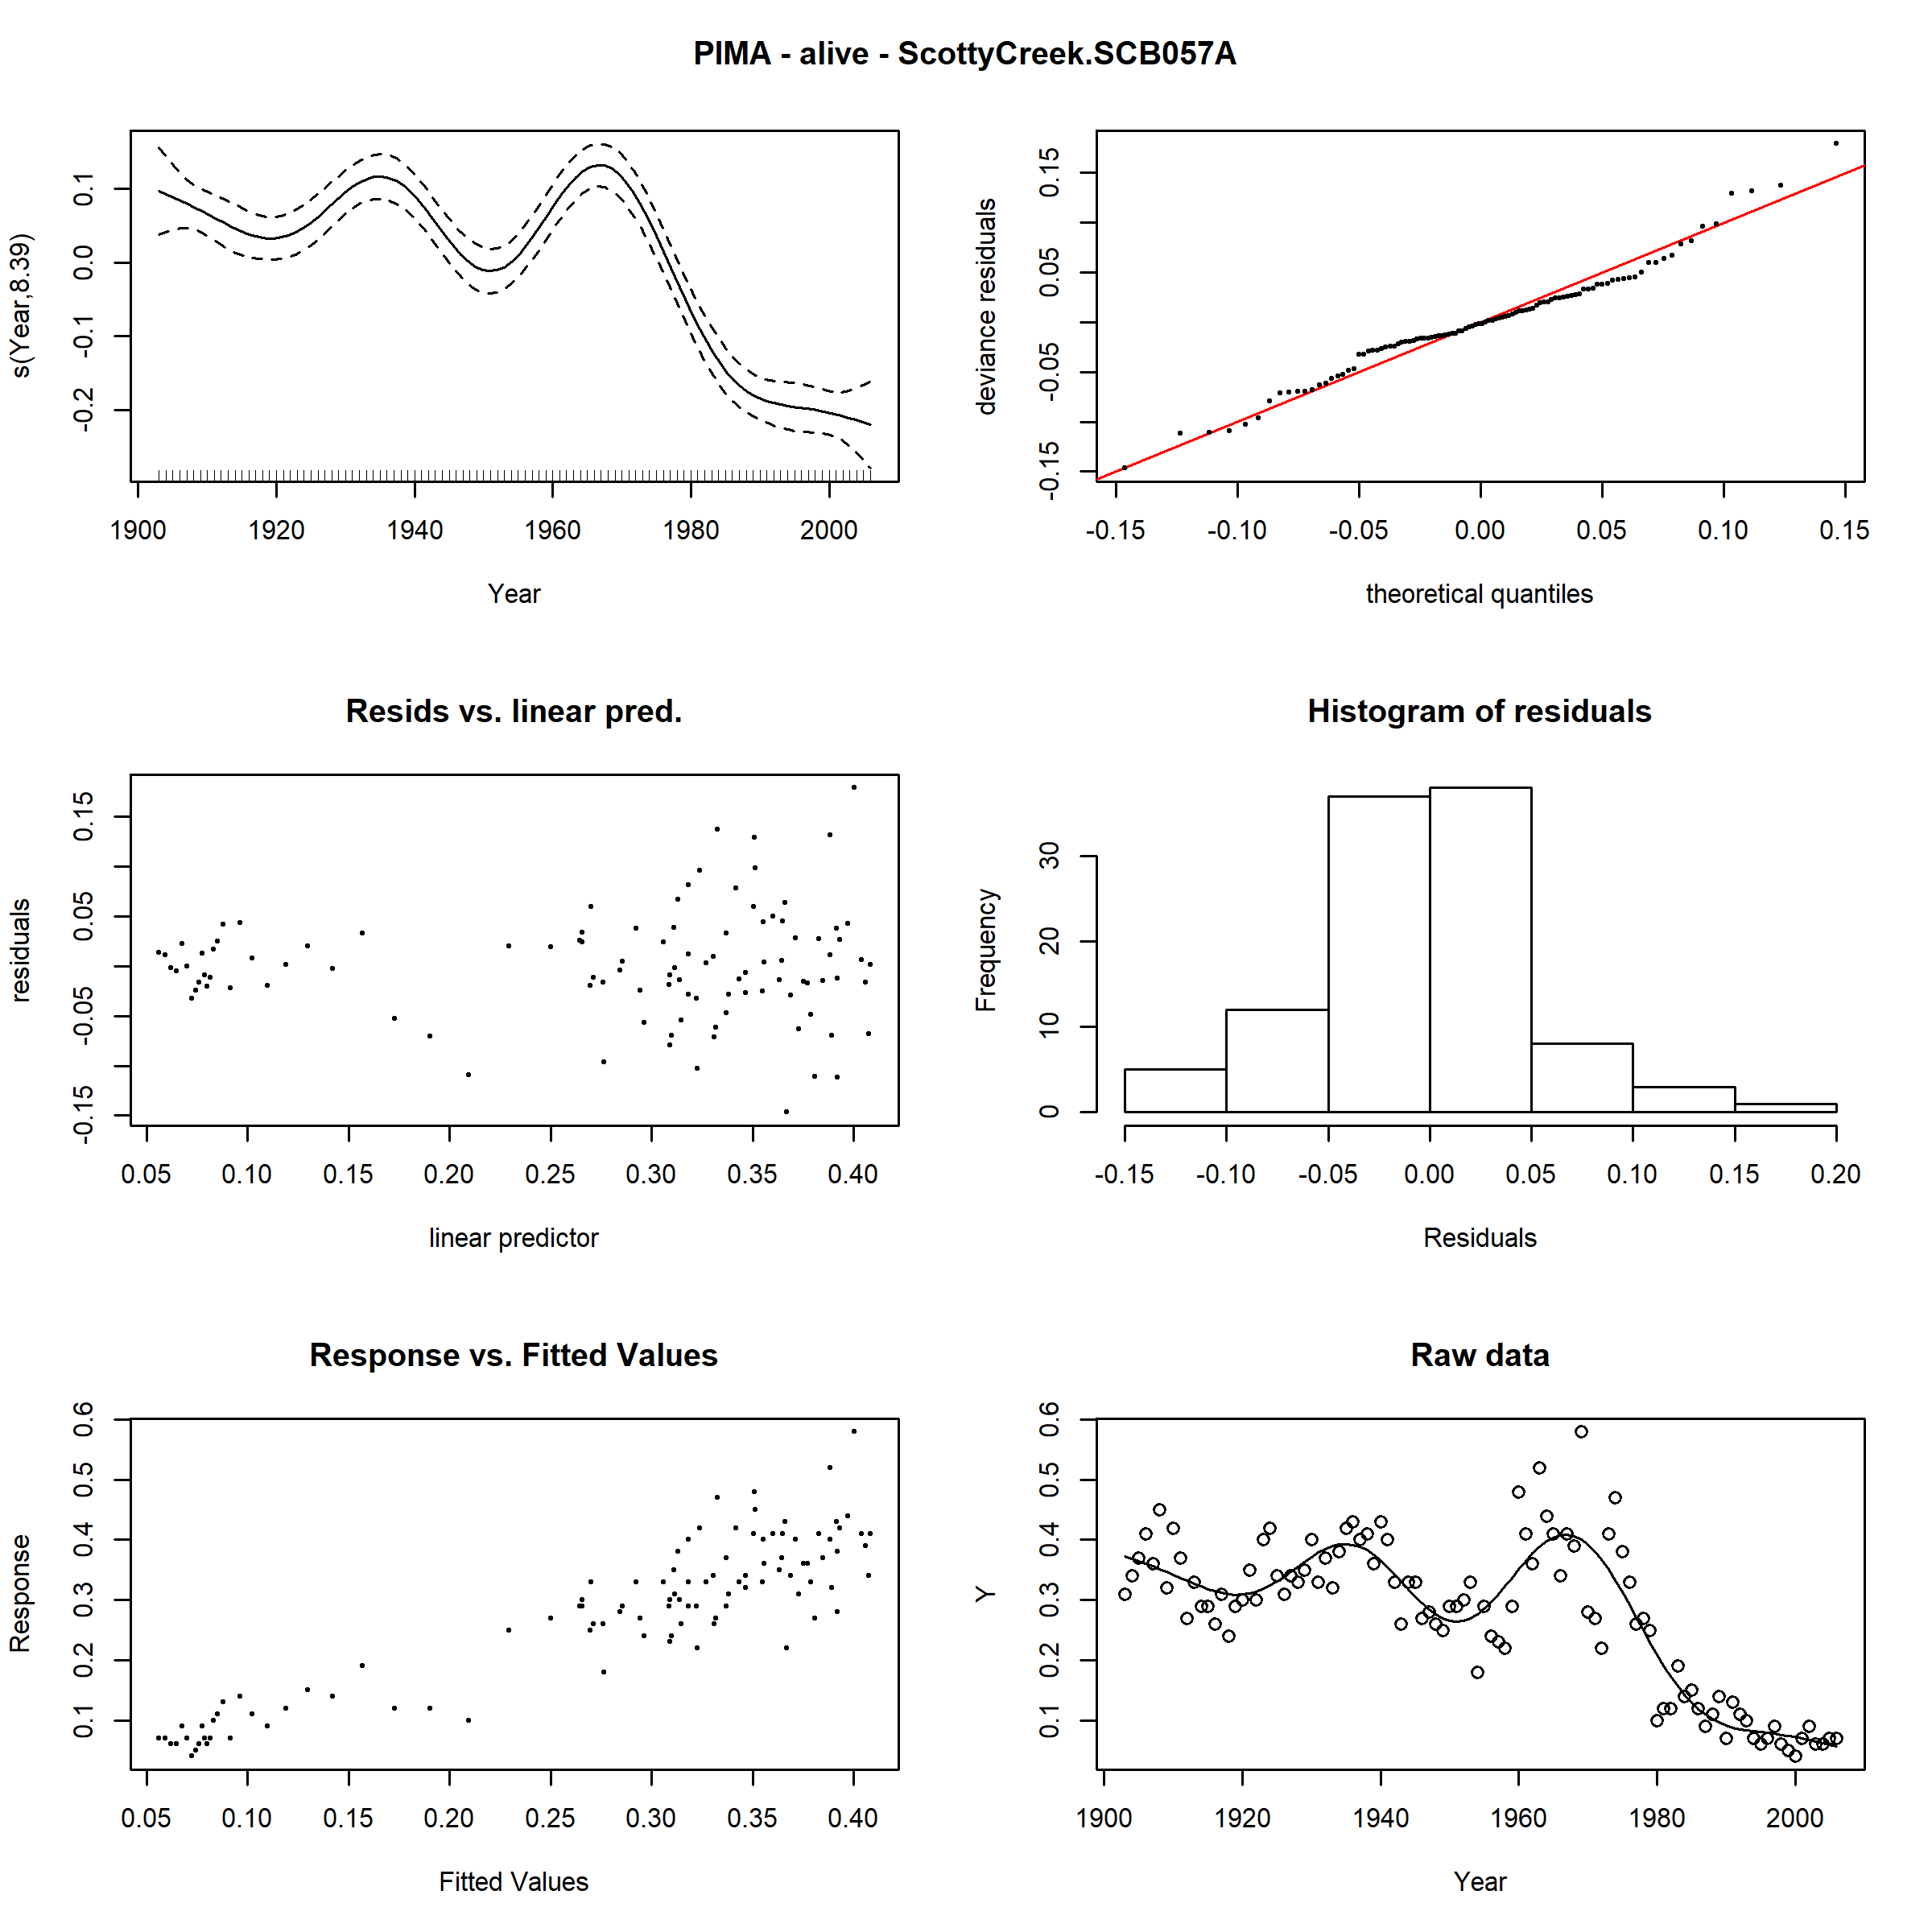 PIMA - alive - ScottyCreek.SCB057A
s(Year,8.39)
0.1
0.0
-0.1
-0.2
1900 1920 1940 1960 1980 2000
Year
deviance residuals
0.15
0.05
-0.05
-0.15
-0.15 -0.10 -0.05 0.00 0.05 0.10 0.15
theoretical quantiles
Resids vs. linear pred.
residuals
0.15
0.05
-0.05
-0.15
0.05 0.10 0.15 0.20 0.25 0.30 0.35 0.40
linear predictor
Histogram of residuals
Frequency
30
20
10
0
-0.15 -0.10 -0.05 0.00 0.05 0.10 0.15 0.20
Residuals
Response vs. Fitted Values
Response
0.6
0.5
0.4
0.3
0.2
0.1
0.05 0.10 0.15 0.20 0.25 0.30 0.35 0.40
Fitted Values
Raw data
Y
0.6
0.5
0.4
0.3
0.2
0.1
1900 1920 1940 1960 1980 2000
Year